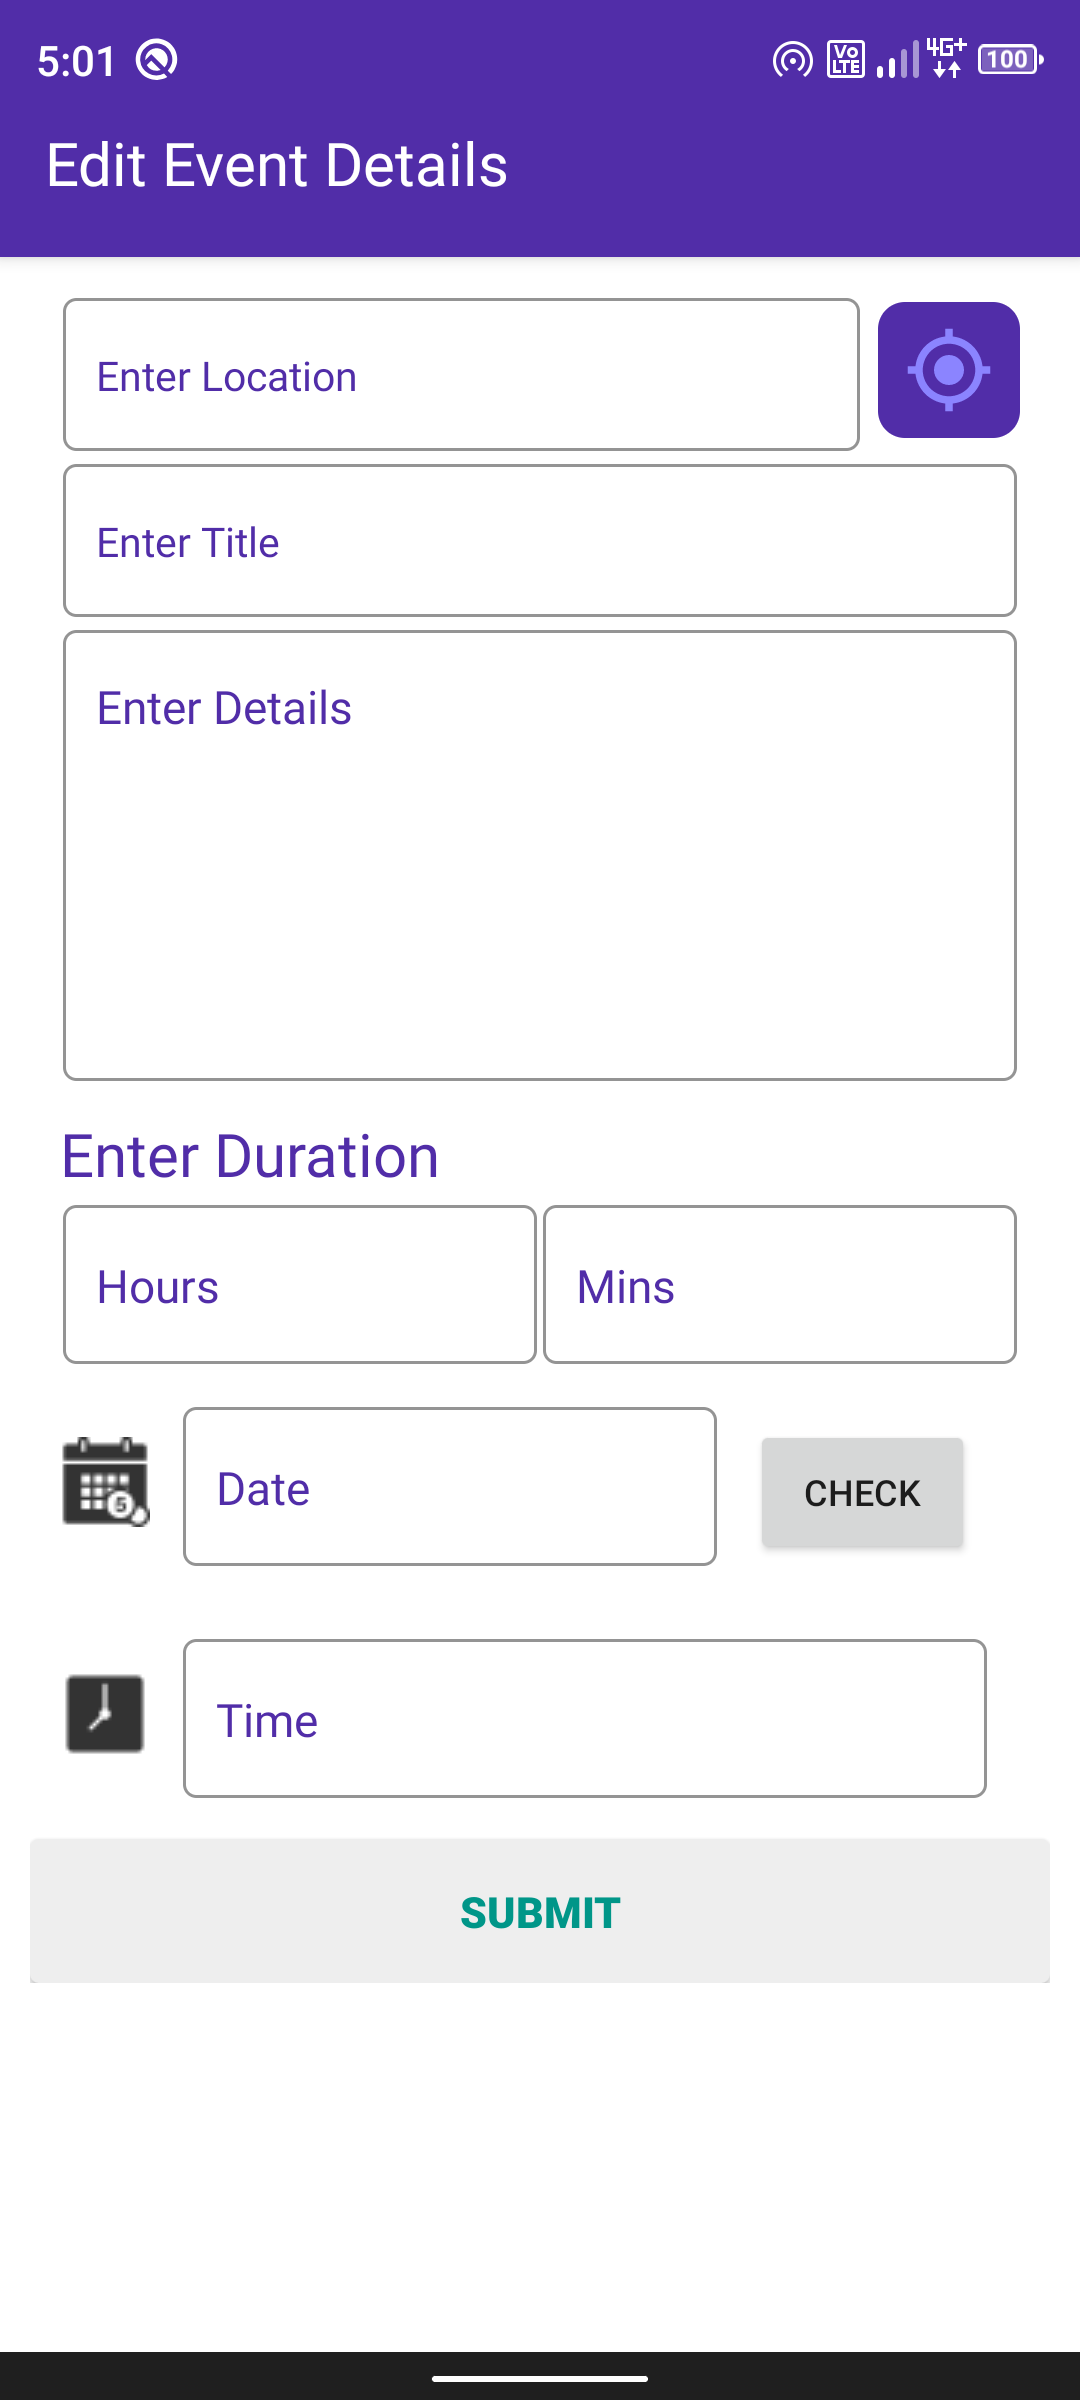 5:01 VO LTE 4G+ 100
Edit Event Details
Enter Location
Enter Title
Enter Details
Enter Duration
Hours Mins
5 Date CHECK
Time
SUBMIT